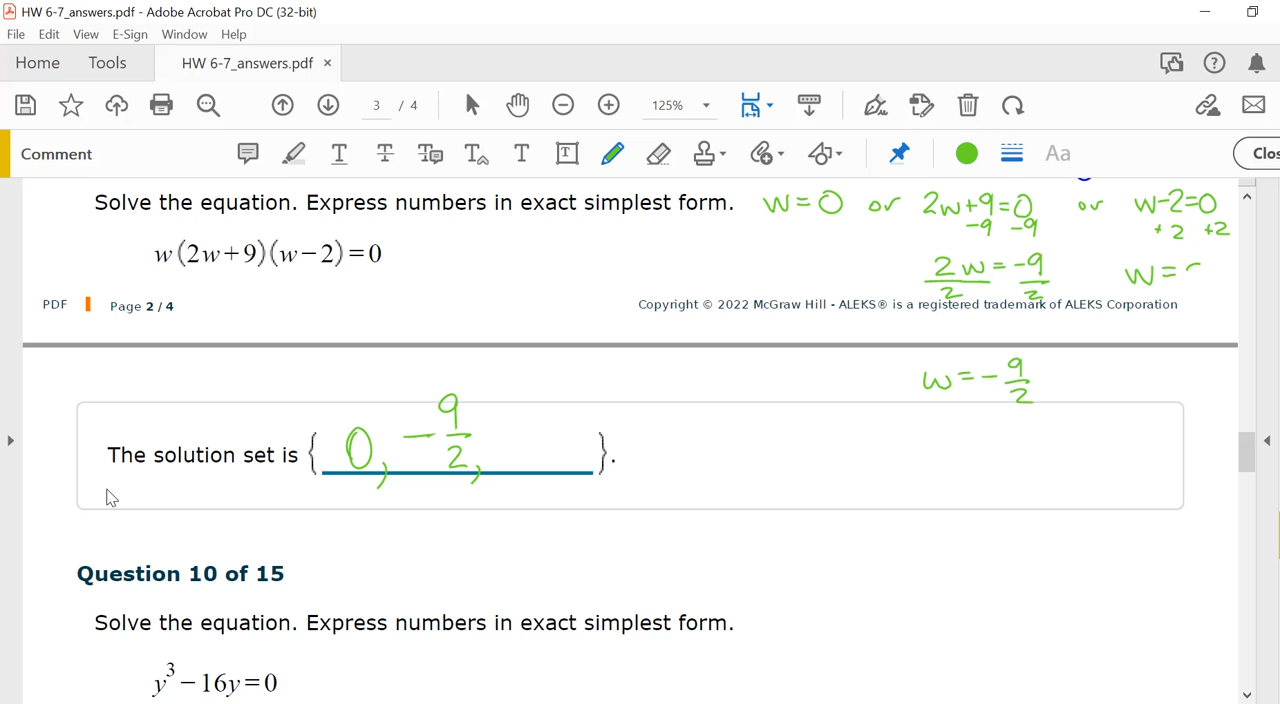 HW 6-7_answers.pdf - Adobe Acrobat Pro DC (32-bit)
File Edit View E-Sign Window Help
Home Tools HW 6-7_answers.pdf ×
3 / 4 125%
Comment Aa Clos
Solve the equation. Express numbers in exact simplest form. w = 0 or 2w+9=0 or w-2=0
-9 -9 +2 +2
w(2w+9)(w−2)=0
2w = -9 w =
2 2
PDF Page 2 / 4 Copyright © 2022 McGraw Hill - ALEKS® is a registered trademark of ALEKS Corporation
w = - 9/2
The solution set is { 0, - 9/2, }.
Question 10 of 15
Solve the equation. Express numbers in exact simplest form.
y³−16y=0